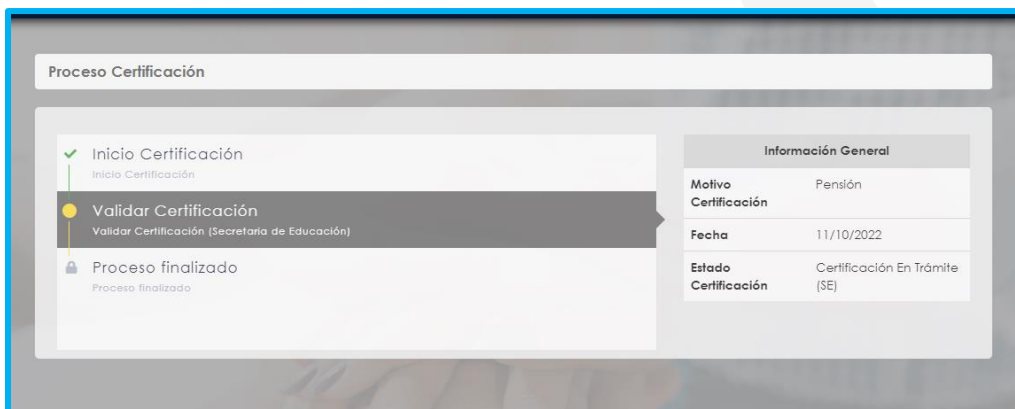 Proceso Certificación
Inicio Certificación
Inicio Certificación
Validar Certificación
Validar Certificación (Secretaria de Educación)
Proceso finalizado
Proceso finalizado
Información General
Motivo Certificación
Pensión
Fecha
11/10/2022
Estado Certificación
Certificación En Trámite (SE)